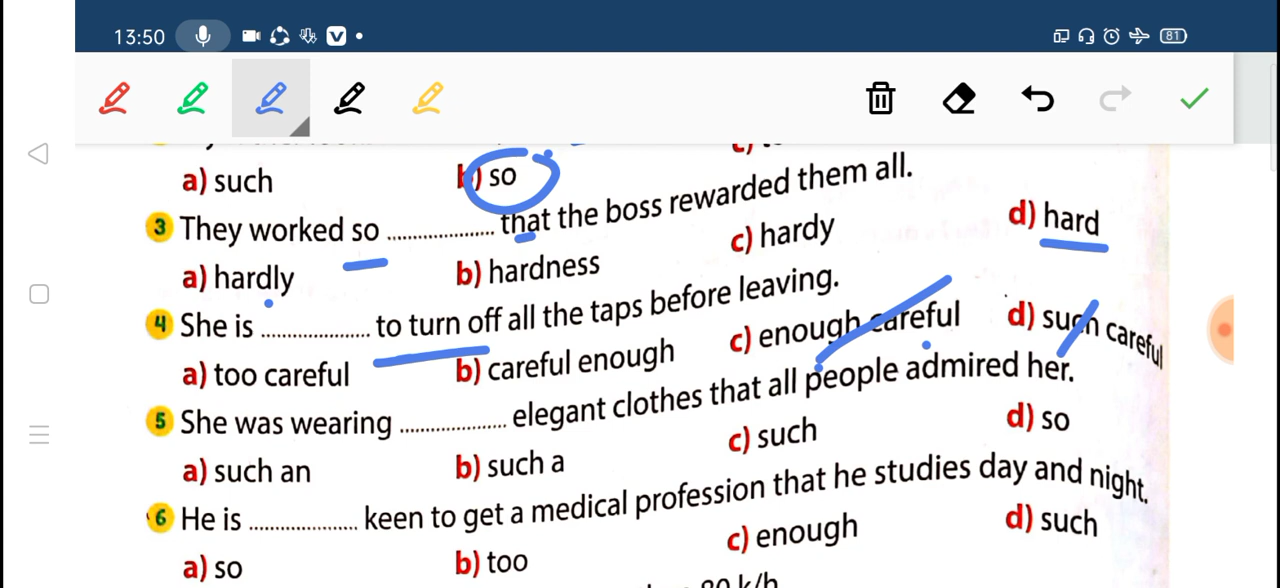 13:50 81
a) such b) so
3 They worked so .................... that the boss rewarded them all.
a) hardly b) hardness c) hardy d) hard
4 She is .................... to turn off all the taps before leaving.
a) too careful b) careful enough c) enough careful d) such careful
5 She was wearing .................... elegant clothes that all people admired her.
a) such an b) such a c) such d) so
6 He is .................... keen to get a medical profession that he studies day and night.
a) so b) too c) enough d) such
80 k/h